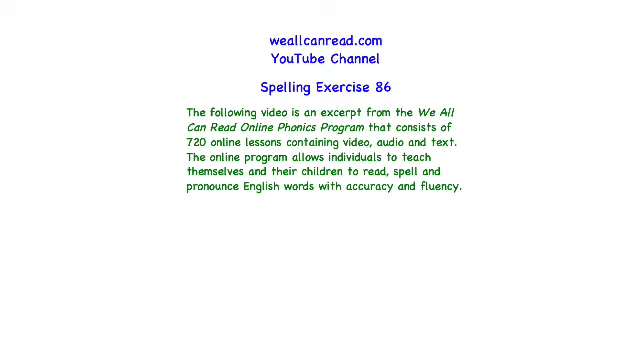 weallcanread.com
YouTube Channel
Spelling Exercise 86
The following video is an excerpt from the We All
Can Read Online Phonics Program that consists of
720 online lessons containing video, audio and text.
The online program allows individuals to teach
themselves and their children to read, spell and
pronounce English words with accuracy and fluency.